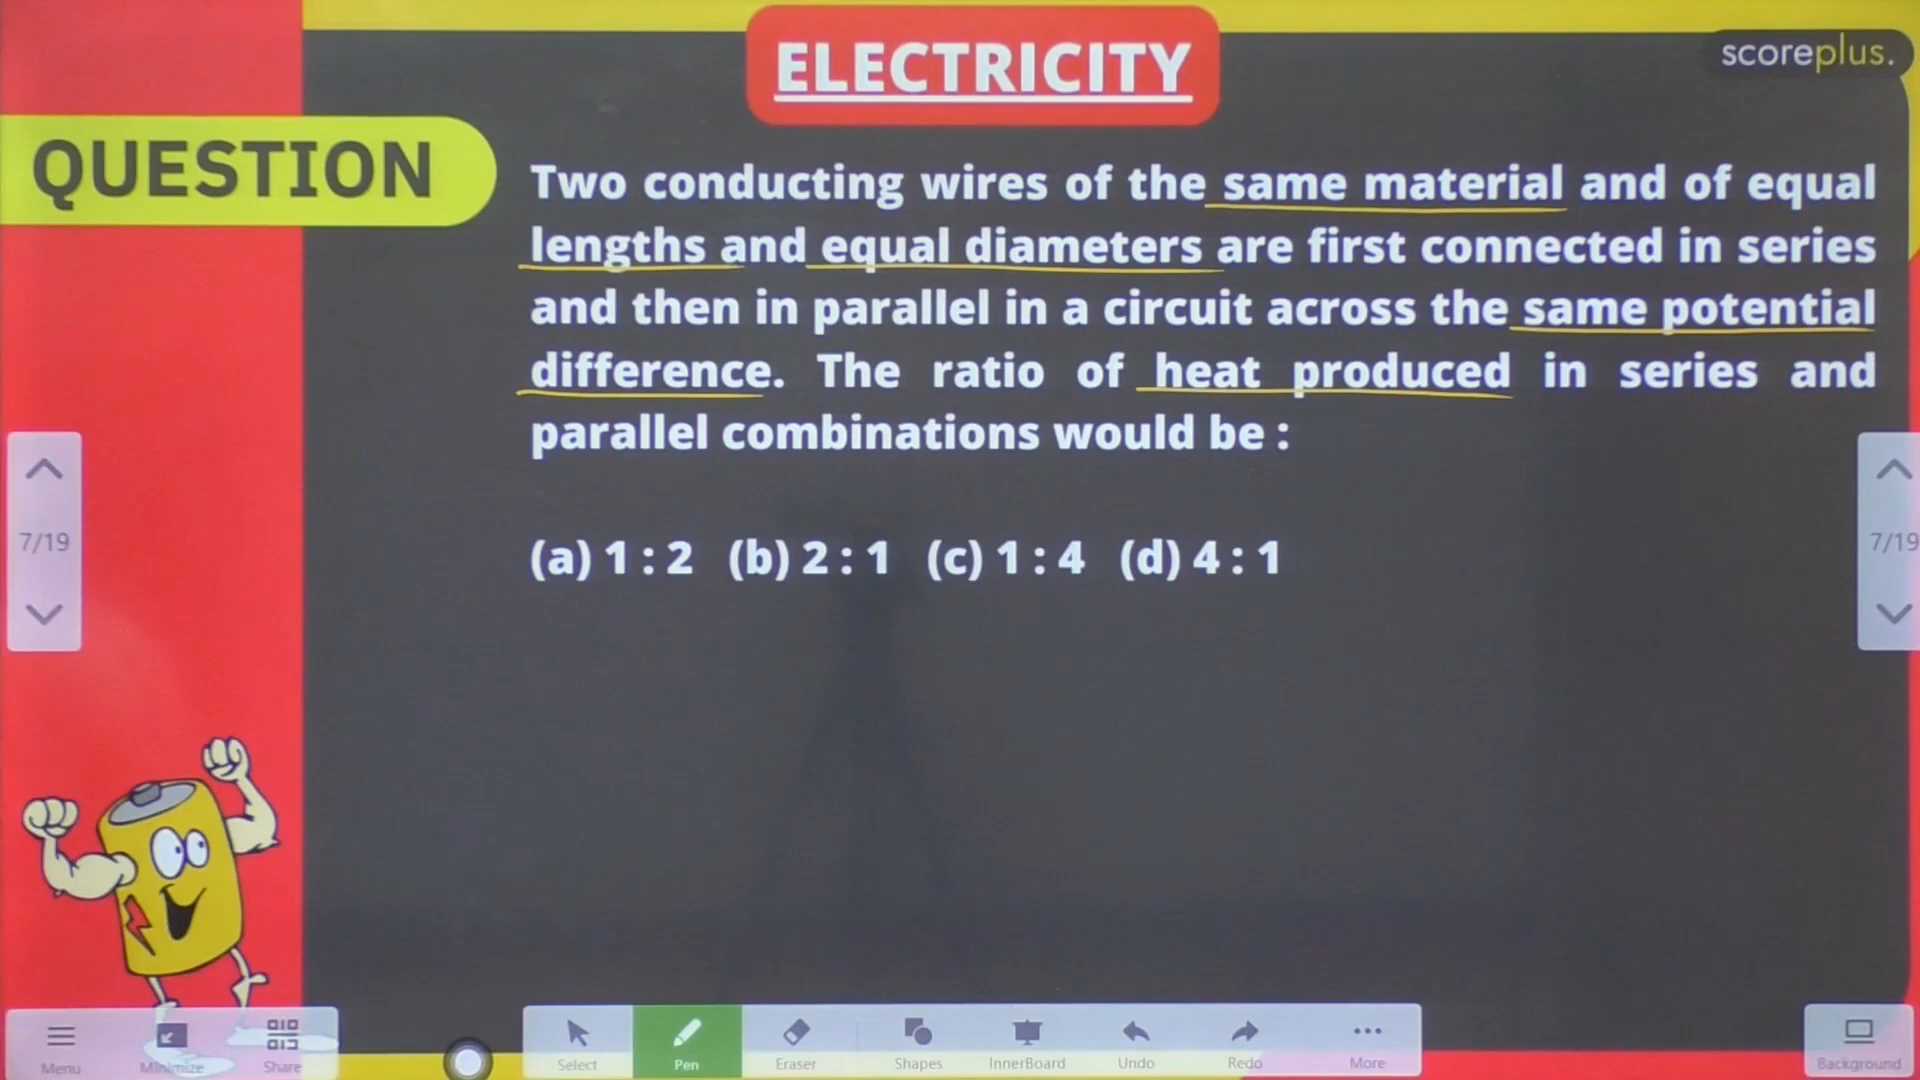 ELECTRICITY
scoreplus.
QUESTION
Two conducting wires of the same material and of equal
lengths and equal diameters are first connected in series
and then in parallel in a circuit across the same potential
difference. The ratio of heat produced in series and
parallel combinations would be :
(a) 1 : 2 (b) 2 : 1 (c) 1 : 4 (d) 4 : 1
7/19
7/19
Menu
Minimize
Share
Select
Pen
Eraser
Shapes
InnerBoard
Undo
Redo
More
Background